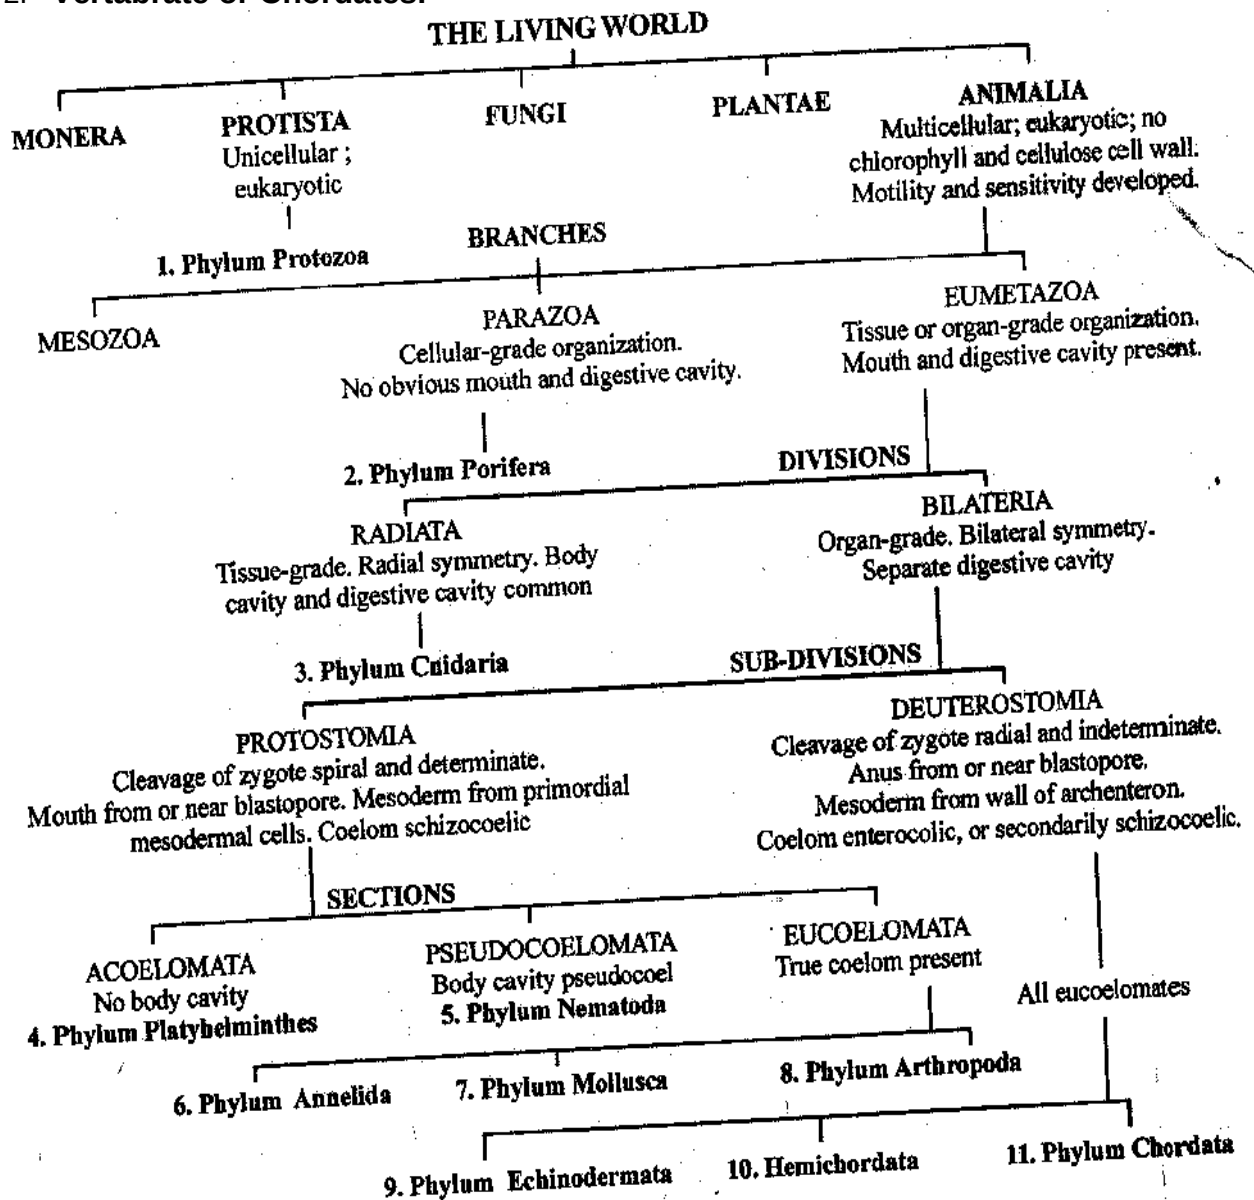 2. Vertabrate or Chordates:
THE LIVING WORLD
MONERA
PROTISTA
Unicellular ;
eukaryotic
FUNGI
PLANTAE
ANIMALIA
Multicellular; eukaryotic; no
chlorophyll and cellulose cell wall.
Motility and sensitivity developed.
1. Phylum Protozoa
BRANCHES
MESOZOA
PARAZOA
Cellular-grade organization.
No obvious mouth and digestive cavity.
EUMETAZOA
Tissue or organ-grade organization.
Mouth and digestive cavity present.
2. Phylum Porifera
DIVISIONS
RADIATA
Tissue-grade. Radial symmetry. Body
cavity and digestive cavity common
BILATERIA
Organ-grade. Bilateral symmetry.
Separate digestive cavity
3. Phylum Cnidaria
SUB-DIVISIONS
PROTOSTOMIA
Cleavage of zygote spiral and determinate.
Mouth from or near blastopore. Mesoderm from primordial
mesodermal cells. Coelom schizocoelic
DEUTEROSTOMIA
Cleavage of zygote radial and indeterminate.
Anus from or near blastopore.
Mesoderm from wall of archenteron.
Coelom enterocolic, or secondarily schizocoelic.
SECTIONS
ACOELOMATA
No body cavity
4. Phylum Platyhelminthes
PSEUDOCOELOMATA
Body cavity pseudocoel
5. Phylum Nematoda
EUCOELOMATA
True coelom present
All eucoelomates
6. Phylum Annelida
7. Phylum Mollusca
8. Phylum Arthropoda
9. Phylum Echinodermata
10. Hemichordata
11. Phylum Chordata